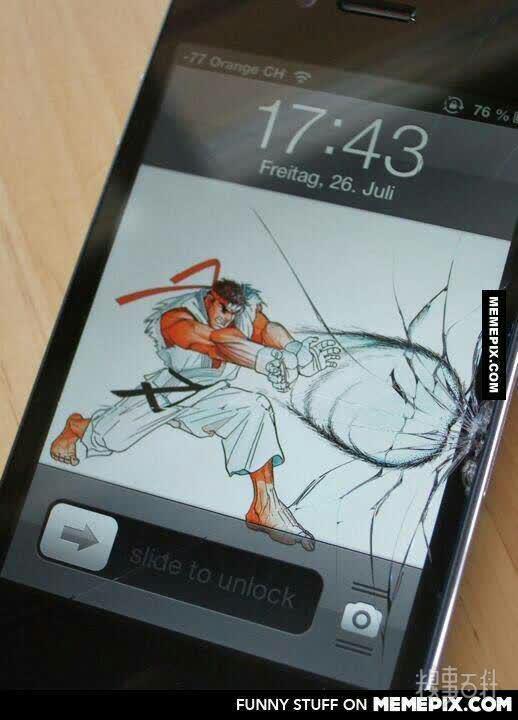 -77 Orange CH
76 %
17:43
Freitag, 26. Juli
MEMEPIX.COM
slide to unlock
FUNNY STUFF ON MEMEPIX.COM